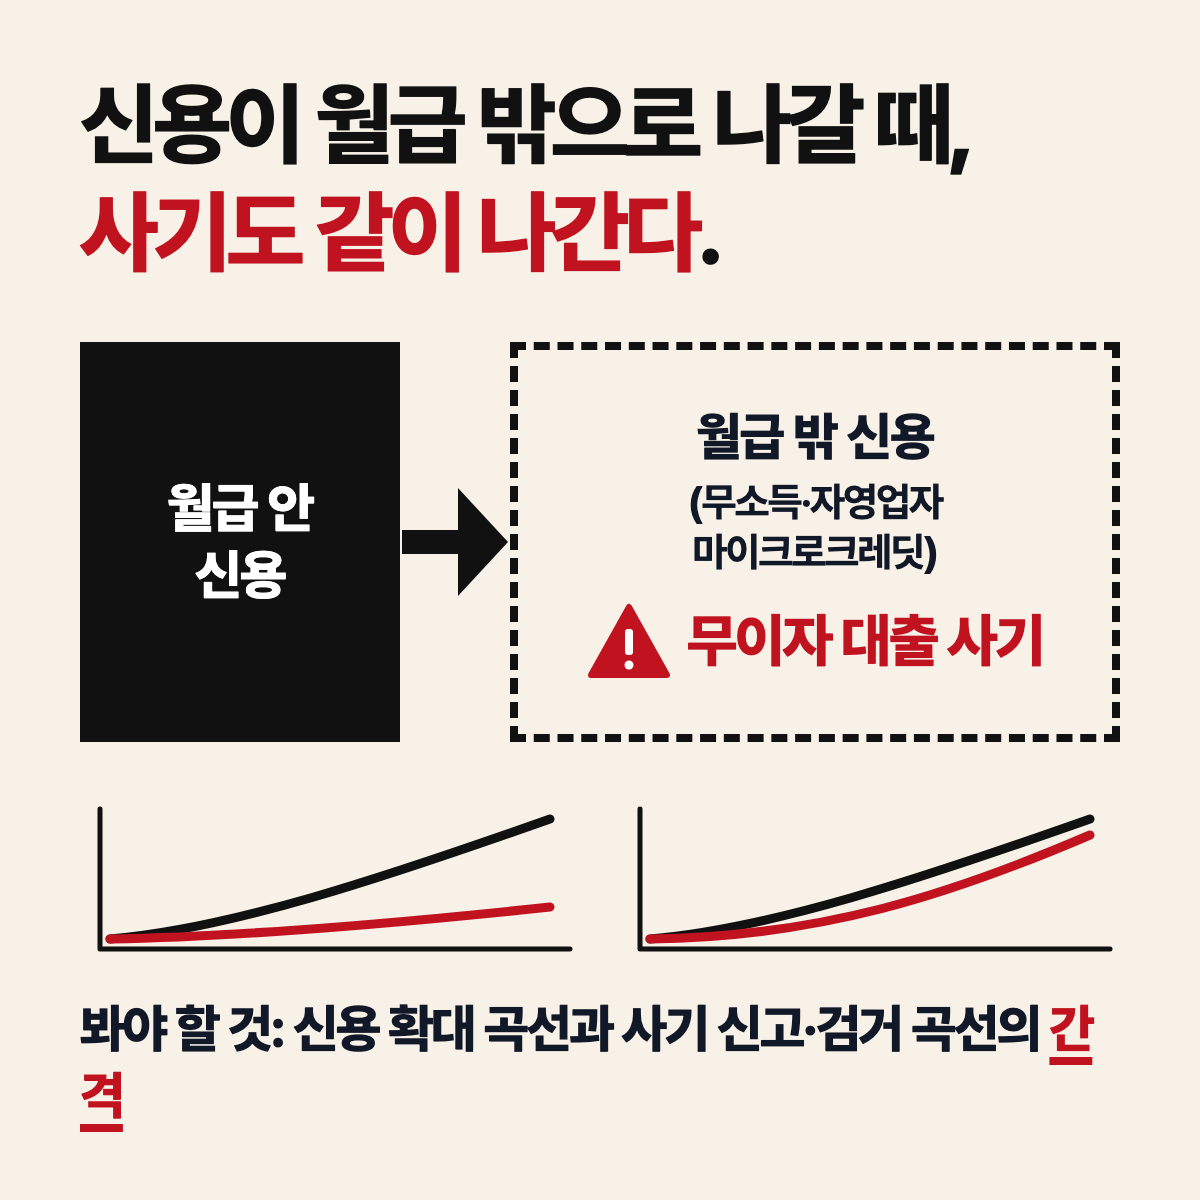 신용이 월급 밖으로 나갈 때,
사기도 같이 나간다.
월급 안
신용
월급 밖 신용
(무소득·자영업자
마이크로크레딧)
무이자 대출 사기
봐야 할 것: 신용 확대 곡선과 사기 신고·검거 곡선의 간
격